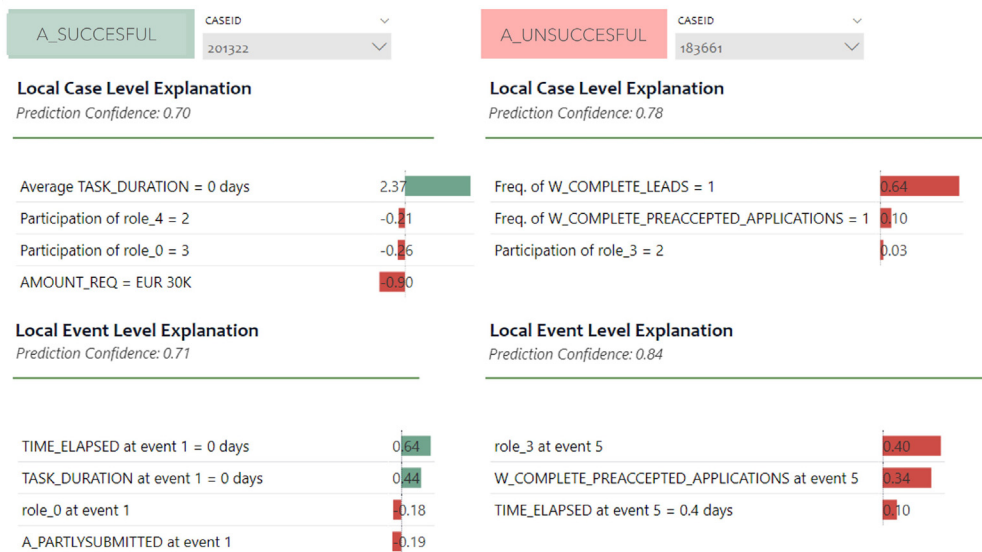 A_SUCCESFUL
CASEID
201322
Local Case Level Explanation
Prediction Confidence: 0.70
Average TASK_DURATION = 0 days 2.37
Participation of role_4 = 2 -0.21
Participation of role_0 = 3 -0.26
AMOUNT_REQ = EUR 30K -0.90
Local Event Level Explanation
Prediction Confidence: 0.71
TIME_ELAPSED at event 1 = 0 days 0.64
TASK_DURATION at event 1 = 0 days 0.44
role_0 at event 1 -0.18
A_PARTLYSUBMITTED at event 1 -0.19
A_UNSUCCESFUL
CASEID
183661
Local Case Level Explanation
Prediction Confidence: 0.78
Freq. of W_COMPLETE_LEADS = 1 0.64
Freq. of W_COMPLETE_PREACCEPTED_APPLICATIONS = 1 0.10
Participation of role_3 = 2 0.03
Local Event Level Explanation
Prediction Confidence: 0.84
role_3 at event 5 0.40
W_COMPLETE_PREACCEPTED_APPLICATIONS at event 5 0.34
TIME_ELAPSED at event 5 = 0.4 days 0.10